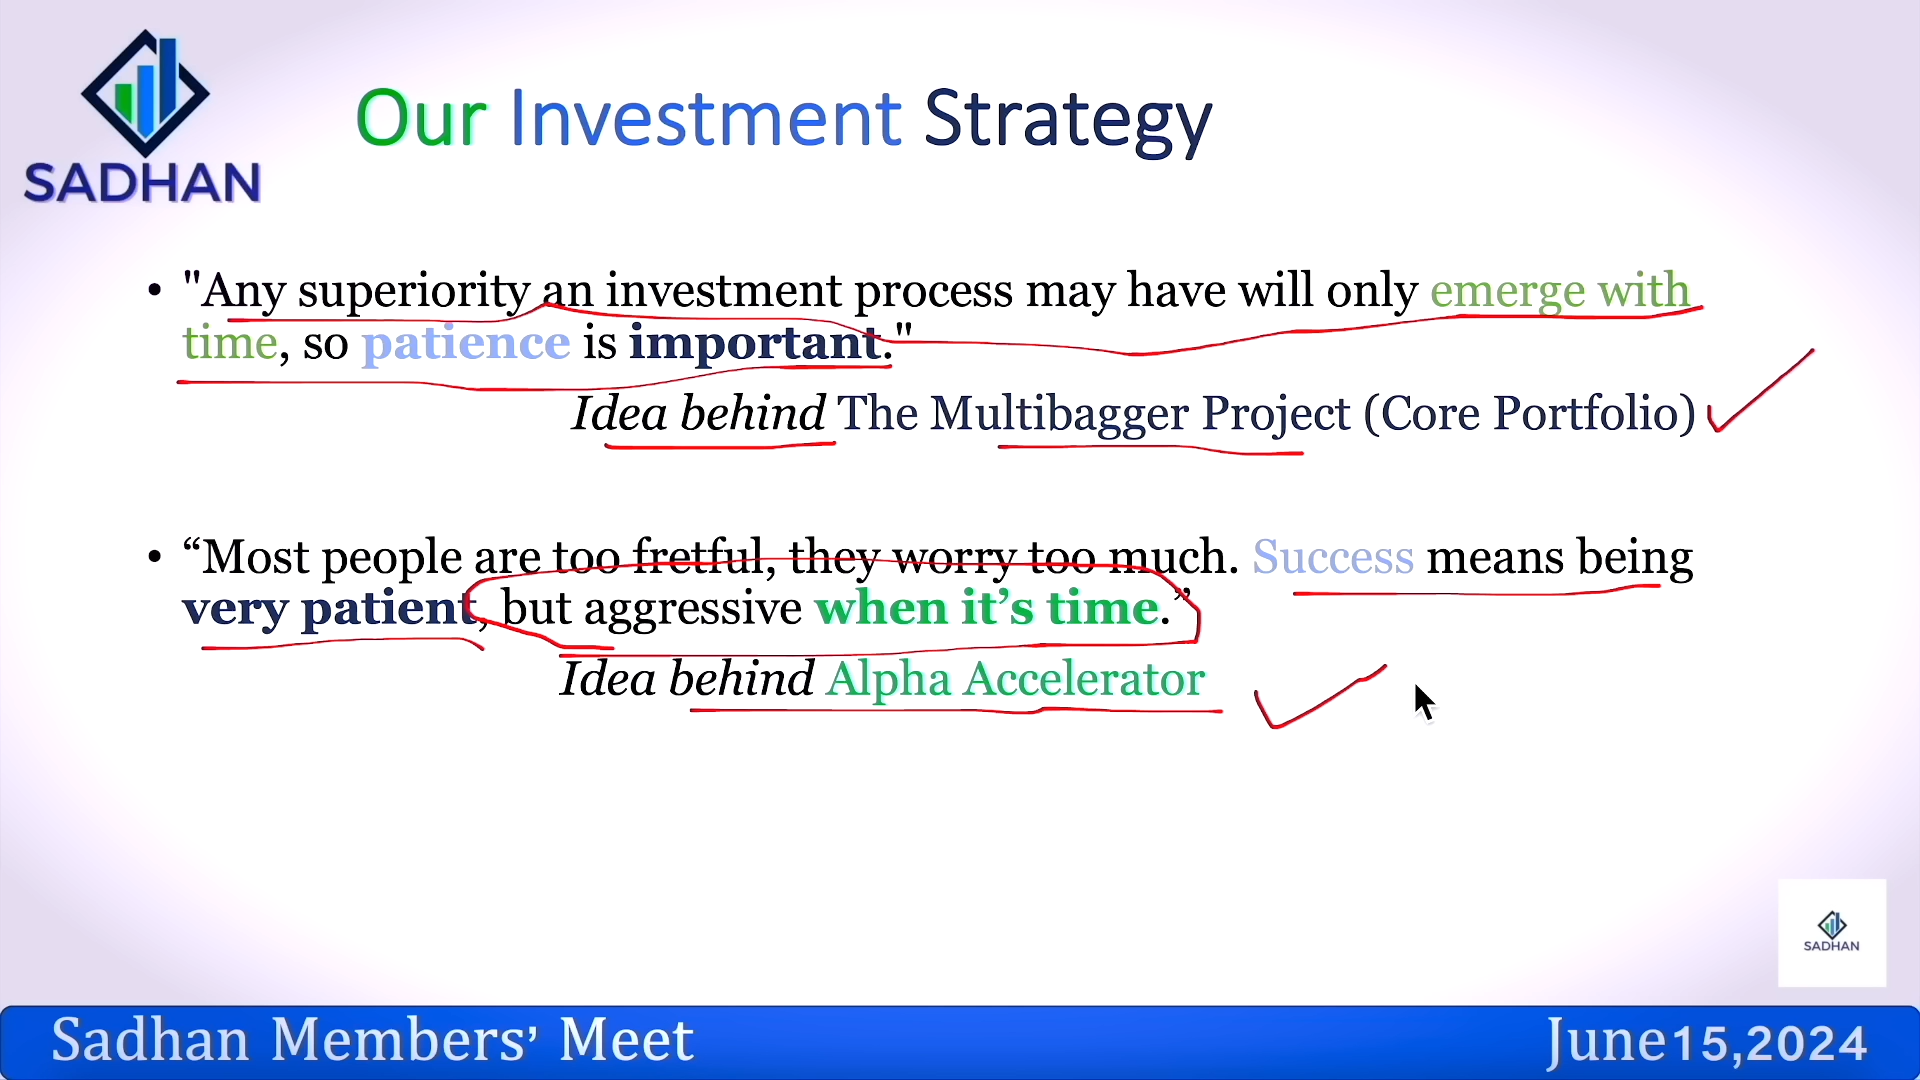 SADHAN
Our Investment Strategy
• "Any superiority an investment process may have will only emerge with
time, so patience is important."
Idea behind The Multibagger Project (Core Portfolio)
• “Most people are too fretful, they worry too much. Success means being
very patient, but aggressive when it’s time.”
Idea behind Alpha Accelerator
SADHAN
Sadhan Members’ Meet
June15,2024